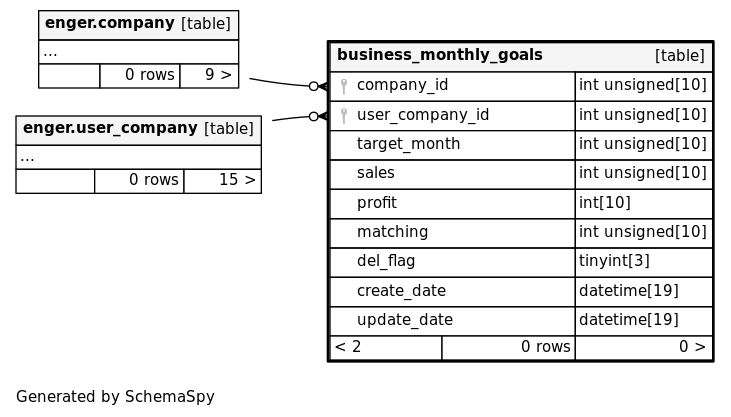 enger.company [table]
...
0 rows 9 >
enger.user_company [table]
...
0 rows 15 >
business_monthly_goals [table]
company_id int unsigned[10]
user_company_id int unsigned[10]
target_month int unsigned[10]
sales int unsigned[10]
profit int[10]
matching int unsigned[10]
del_flag tinyint[3]
create_date datetime[19]
update_date datetime[19]
< 2 0 rows 0 >
Generated by SchemaSpy